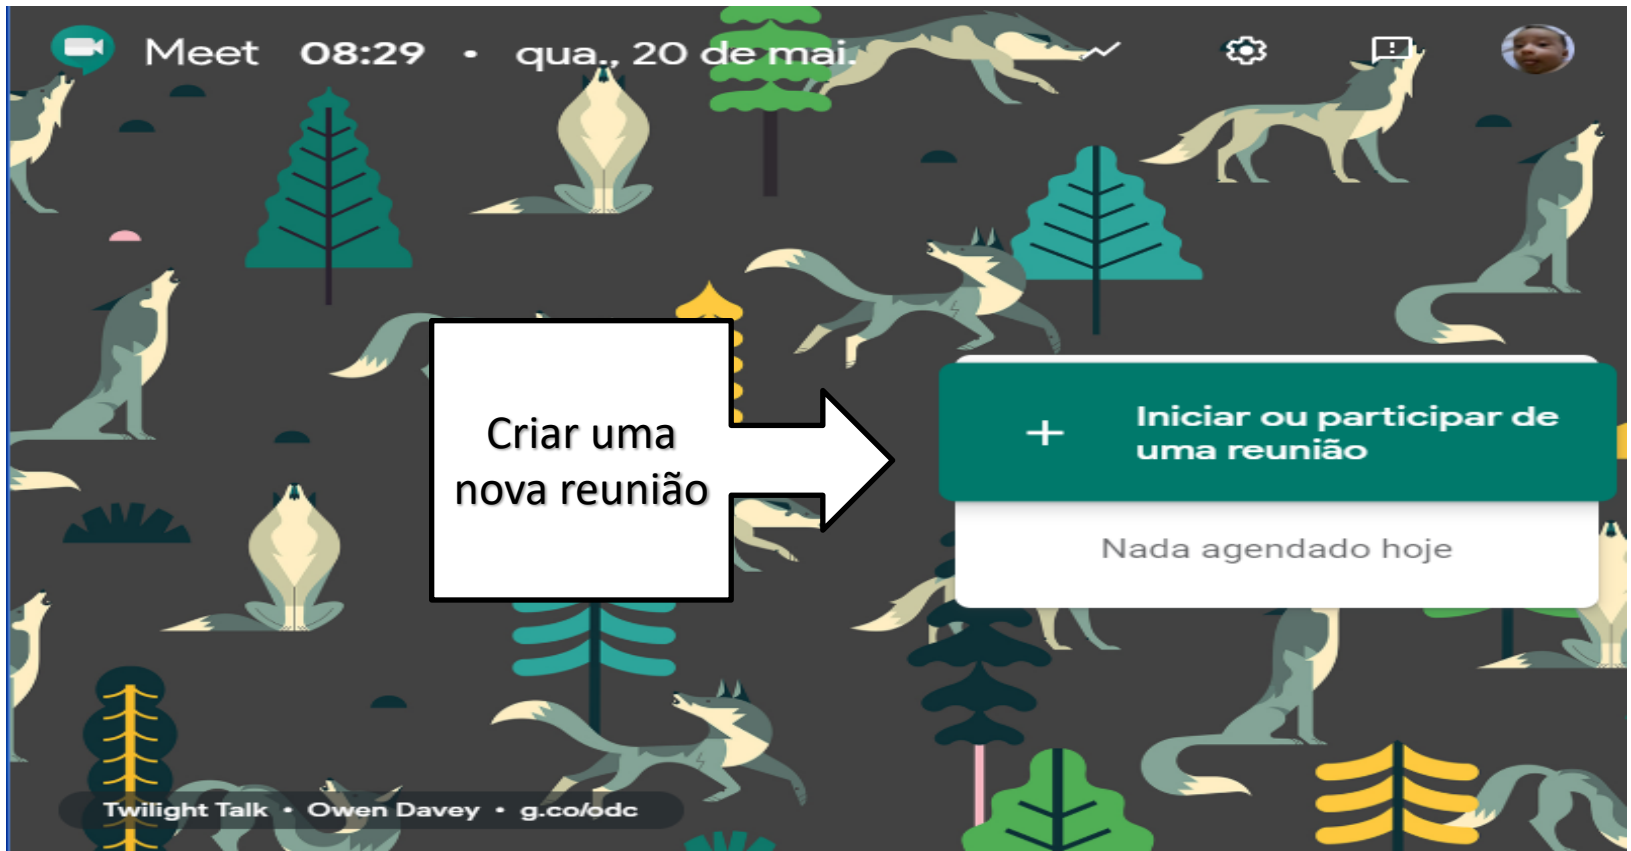 Meet 08:29 • qua., 20 de mai.
Criar uma
nova reunião
Iniciar ou participar de
uma reunião
Nada agendado hoje
Twilight Talk • Owen Davey • g.co/odc